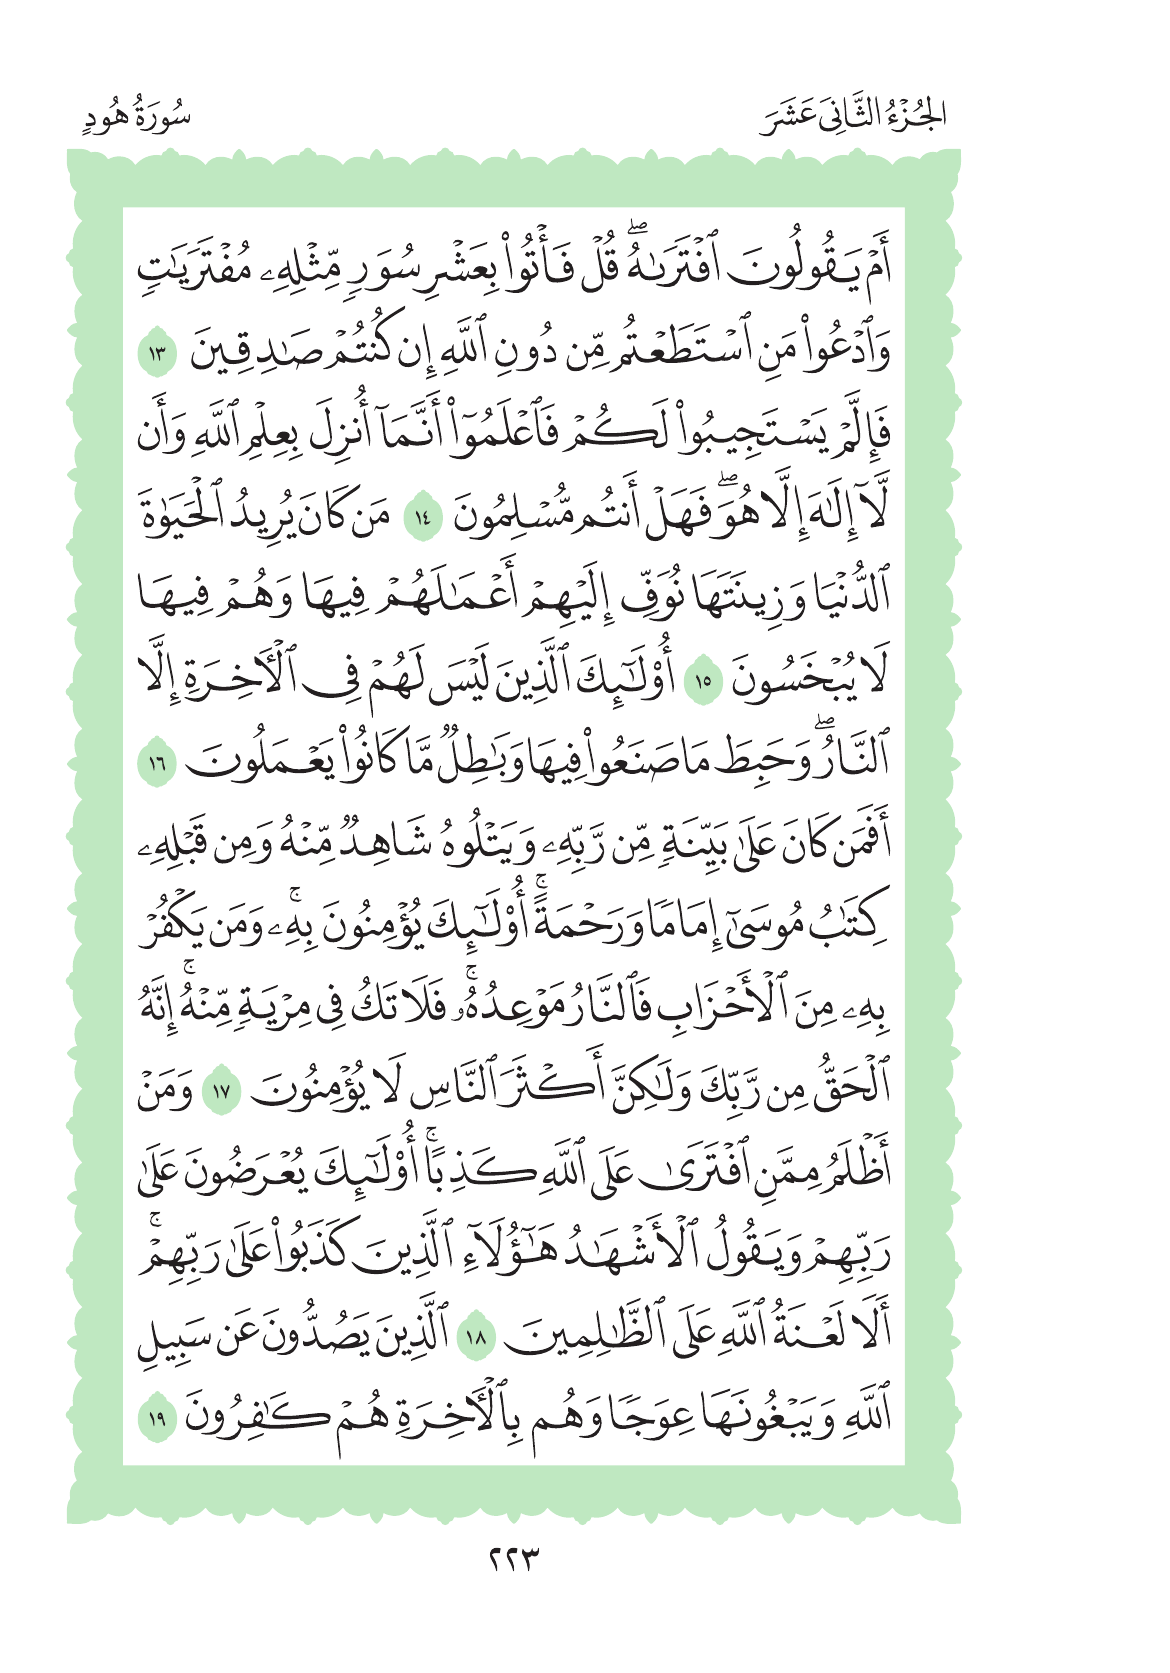 الجُزْءُ الثَّانِيَ عَشَرَ
سُورَةُ هُودٍ
أَمْ يَقُولُونَ ٱفْتَرَىٰهُۖ قُلْ فَأْتُوا۟ بِعَشْرِ سُوَرٍ مِّثْلِهِۦ مُفْتَرَيَٰتٍ
وَٱدْعُوا۟ مَنِ ٱسْتَطَعْتُم مِّن دُونِ ٱللَّهِ إِن كُنتُمْ صَٰدِقِينَ ١٣
فَإِلَّمْ يَسْتَجِيبُوا۟ لَكُمْ فَٱعْلَمُوٓا۟ أَنَّمَآ أُنزِلَ بِعِلْمِ ٱللَّهِ وَأَن
لَّآ إِلَٰهَ إِلَّا هُوَۖ فَهَلْ أَنتُم مُّسْلِمُونَ ١٤ مَن كَانَ يُرِيدُ ٱلْحَيَوٰةَ
ٱلدُّنْيَا وَزِينَتَهَا نُوَفِّ إِلَيْهِمْ أَعْمَٰلَهُمْ فِيهَا وَهُمْ فِيهَا
لَا يُبْخَسُونَ ١٥ أُو۟لَٰٓئِكَ ٱلَّذِينَ لَيْسَ لَهُمْ فِى ٱلْـَٔاخِرَةِ إِلَّا
ٱلنَّارُۖ وَحَبِطَ مَا صَنَعُوا۟ فِيهَا وَبَٰطِلٌ مَّا كَانُوا۟ يَعْمَلُونَ ١٦
أَفَمَن كَانَ عَلَىٰ بَيِّنَةٍ مِّن رَّبِّهِۦ وَيَتْلُوهُ شَاهِدٌ مِّنْهُ وَمِن قَبْلِهِۦ
كِتَٰبُ مُوسَىٰٓ إِمَامًا وَرَحْمَةًۚ أُو۟لَٰٓئِكَ يُؤْمِنُونَ بِهِۦۚ وَمَن يَكْفُرْ
بِهِۦ مِنَ ٱلْأَحْزَابِ فَٱلنَّارُ مَوْعِدُهُۥۚ فَلَا تَكُ فِى مِرْيَةٍ مِّنْهُۚ إِنَّهُ
ٱلْحَقُّ مِن رَّبِّكَ وَلَٰكِنَّ أَكْثَرَ ٱلنَّاسِ لَا يُؤْمِنُونَ ١٧ وَمَنْ
أَظْلَمُ مِمَّنِ ٱفْتَرَىٰ عَلَى ٱللَّهِ كَذِبًاۚ أُو۟لَٰٓئِكَ يُعْرَضُونَ عَلَىٰ
رَبِّهِمْ وَيَقُولُ ٱلْأَشْهَٰدُ هَٰٓؤُلَآءِ ٱلَّذِينَ كَذَبُوا۟ عَلَىٰ رَبِّهِمْۚ
أَلَا لَعْنَةُ ٱللَّهِ عَلَى ٱلظَّٰلِمِينَ ١٨ ٱلَّذِينَ يَصُدُّونَ عَن سَبِيلِ
ٱللَّهِ وَيَبْغُونَهَا عِوَجًا وَهُم بِٱلْـَٔاخِرَةِ هُمْ كَٰفِرُونَ ١٩
٢٢٣